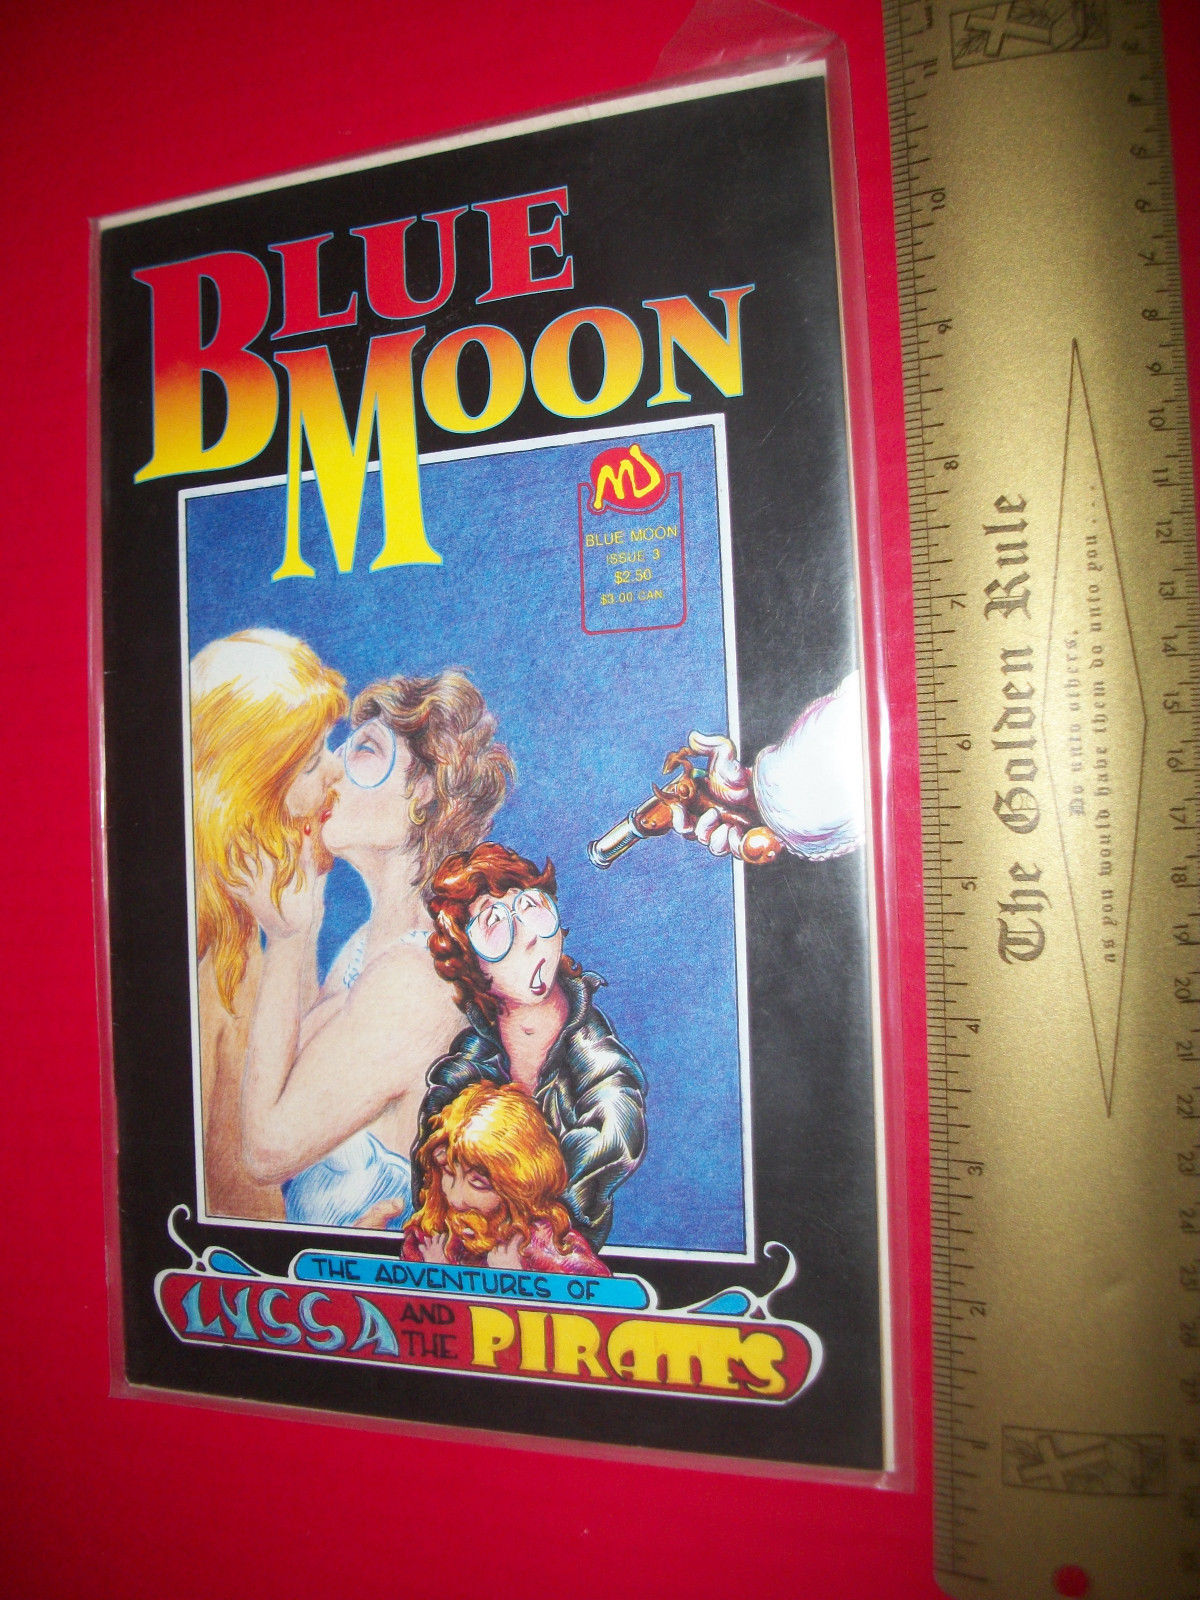 BLUE
MOON
MJ
BLUE MOON
ISSUE 3
$2.50
$3.00 CAN.
THE ADVENTURES OF
LYSSA AND THE PIRATES
The Golden Rule
Do unto others,
as you would have them do unto you . . .